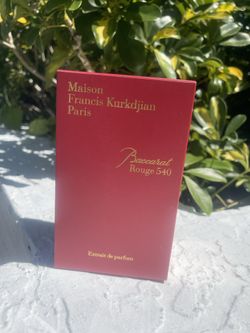 Maison
Francis Kurkdjian
Paris
Baccarat
Rouge 540
Extrait de parfum